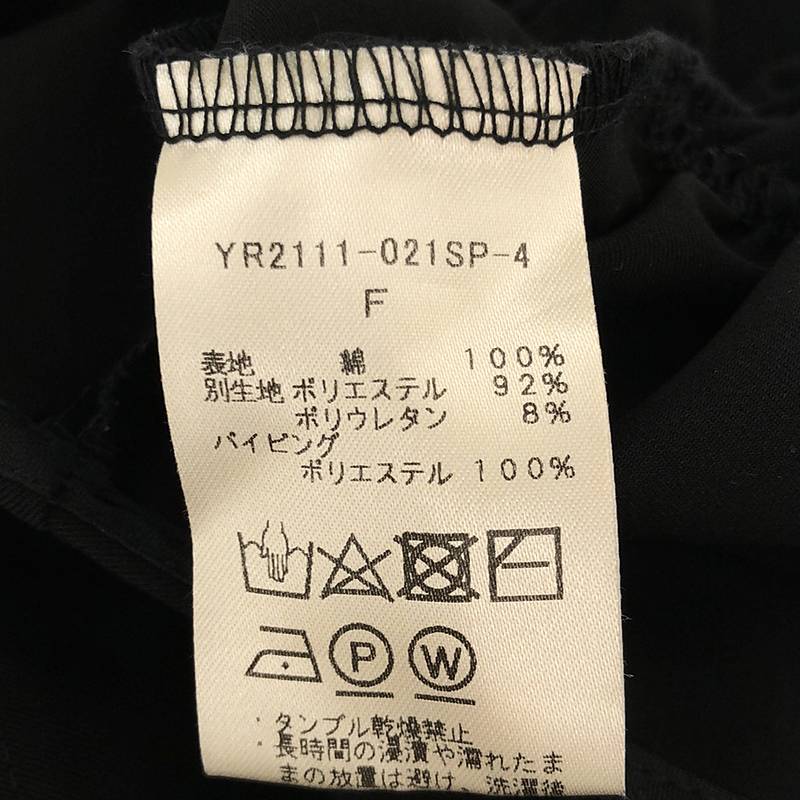 YR2111-021SP-4
F
表地 綿 100%
別生地 ポリエステル 92%
ポリウレタン 8%
パイピング
ポリエステル 100%
P W
・タンブル乾燥禁止
・長時間の浸漬や濡れたま
まの放置は避け、洗濯後